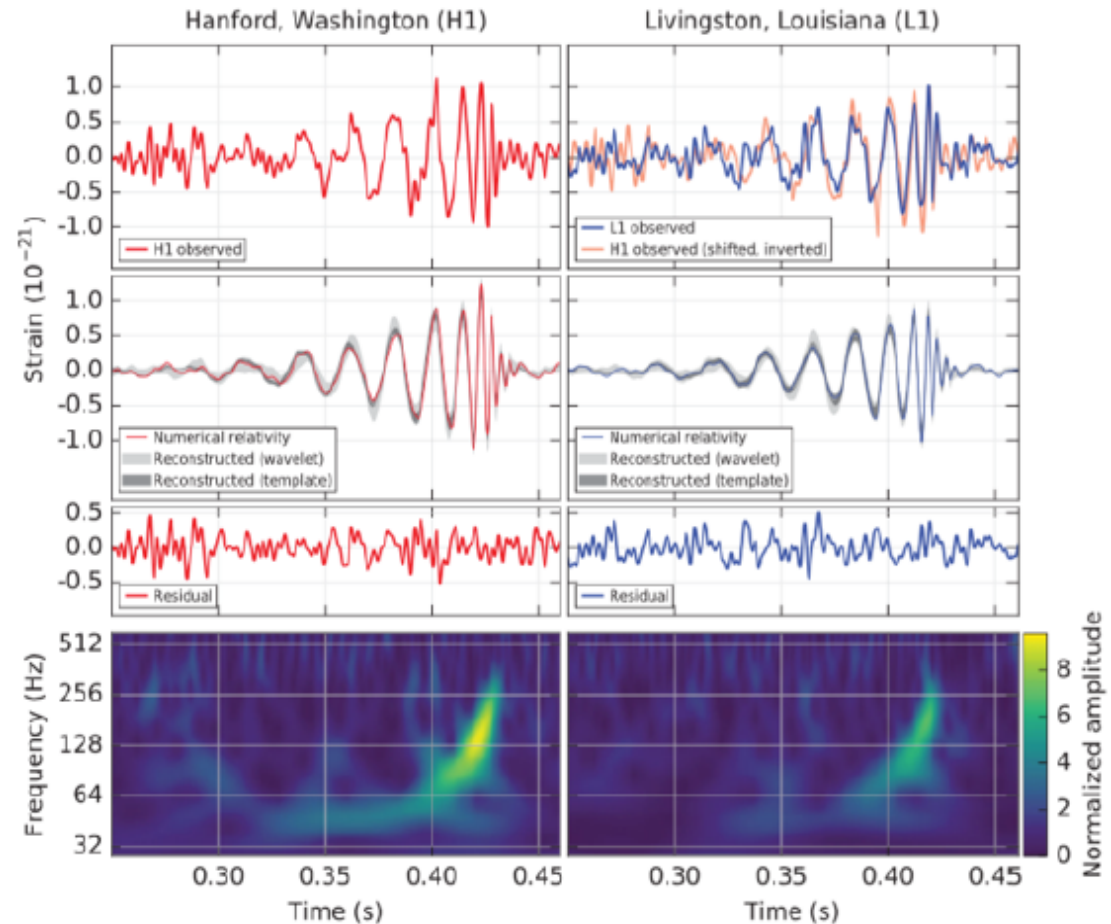 Hanford, Washington (H1)
Livingston, Louisiana (L1)
1.0
0.5
0.0
-0.5
-1.0
H1 observed
L1 observed
H1 observed (shifted, inverted)
Strain (10⁻²¹)
1.0
0.5
0.0
-0.5
-1.0
Numerical relativity
Reconstructed (wavelet)
Reconstructed (template)
Numerical relativity
Reconstructed (wavelet)
Reconstructed (template)
0.5
0.0
-0.5
Residual
Residual
Frequency (Hz)
512
256
128
64
32
Normalized amplitude
8
6
4
2
0
0.30
0.35
0.40
0.45
0.30
0.35
0.40
0.45
Time (s)
Time (s)